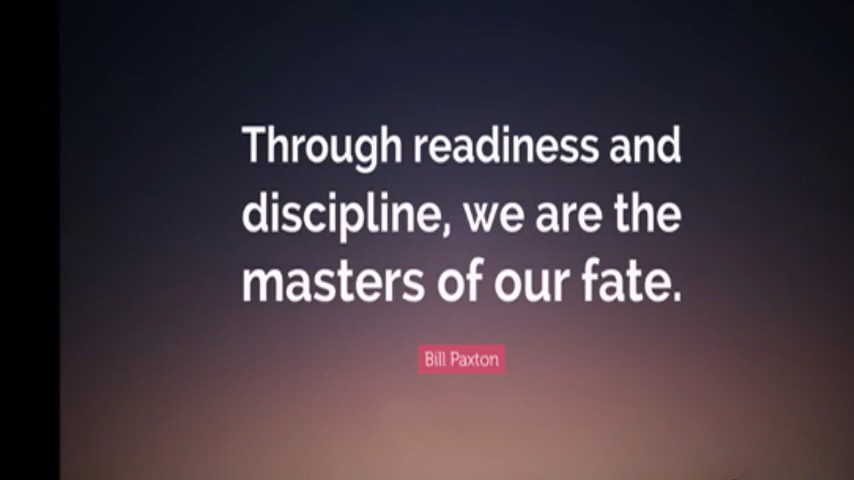 Through readiness and
discipline, we are the
masters of our fate.
Bill Paxton